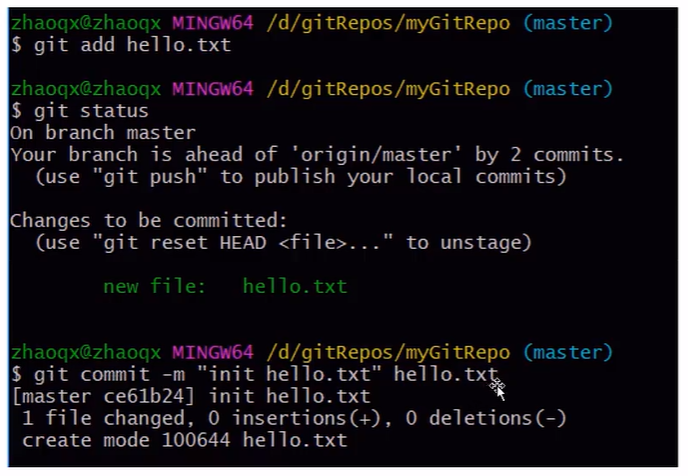 zhaoqx@zhaoqx MINGW64 /d/gitRepos/myGitRepo (master)
$ git add hello.txt
zhaoqx@zhaoqx MINGW64 /d/gitRepos/myGitRepo (master)
$ git status
On branch master
Your branch is ahead of 'origin/master' by 2 commits.
  (use "git push" to publish your local commits)
Changes to be committed:
  (use "git reset HEAD <file>..." to unstage)
        new file:   hello.txt
zhaoqx@zhaoqx MINGW64 /d/gitRepos/myGitRepo (master)
$ git commit -m "init hello.txt" hello.txt
[master ce61b24] init hello.txt
 1 file changed, 0 insertions(+), 0 deletions(-)
 create mode 100644 hello.txt